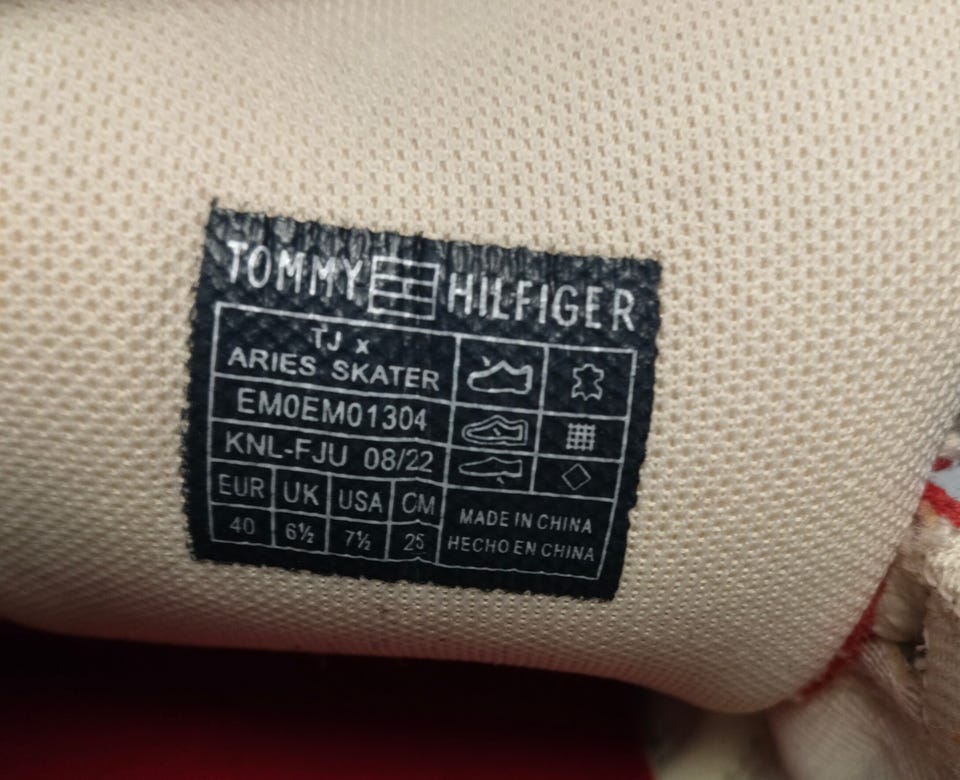 TOMMY HILFIGER
TJ x
ARIES SKATER
EM0EM01304
KNL-FJU 08/22
EUR UK USA CM
40 6½ 7½ 25
MADE IN CHINA
HECHO EN CHINA